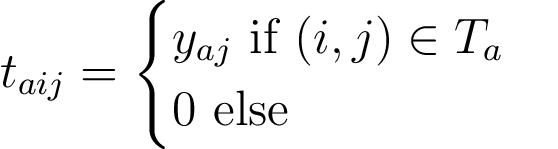 t_{aij} = \begin{cases} y_{aj} \text{ if } (i, j) \in T_a \\ 0 \text{ else} \end{cases}